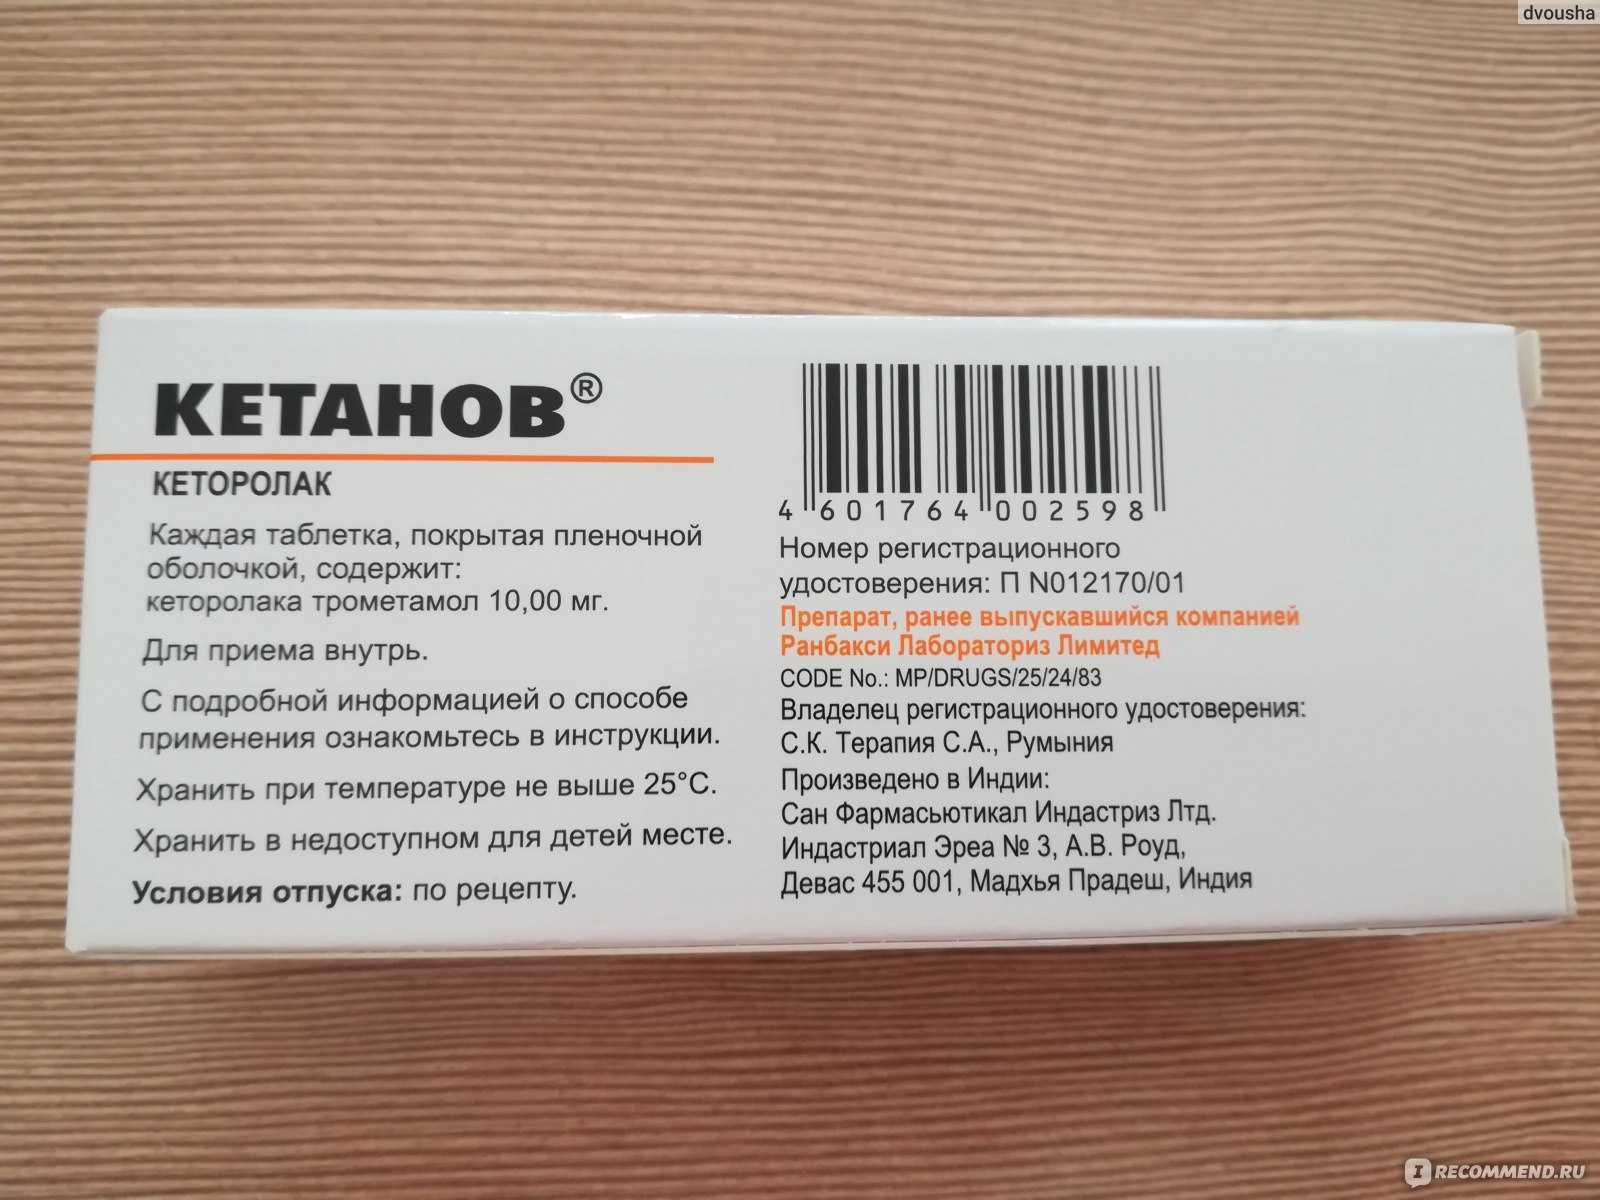 dvousha
КЕТАНОВ®
КЕТОРОЛАК
Каждая таблетка, покрытая пленочной
оболочкой, содержит:
кеторолака трометамол 10,00 мг.
Для приема внутрь.
С подробной информацией о способе
применения ознакомьтесь в инструкции.
Хранить при температуре не выше 25°С.
Хранить в недоступном для детей месте.
Условия отпуска: по рецепту.
4 601764 002598
Номер регистрационного
удостоверения: П N012170/01
Препарат, ранее выпускавшийся компанией
Ранбакси Лабораториз Лимитед
CODE No.: MP/DRUGS/25/24/83
Владелец регистрационного удостоверения:
С.К. Терапия С.А., Румыния
Произведено в Индии:
Сан Фармасьютикал Индастриз Лтд.
Индастриал Эреа № 3, А.В. Роуд,
Девас 455 001, Мадхья Прадеш, Индия
IRECOMMEND.RU